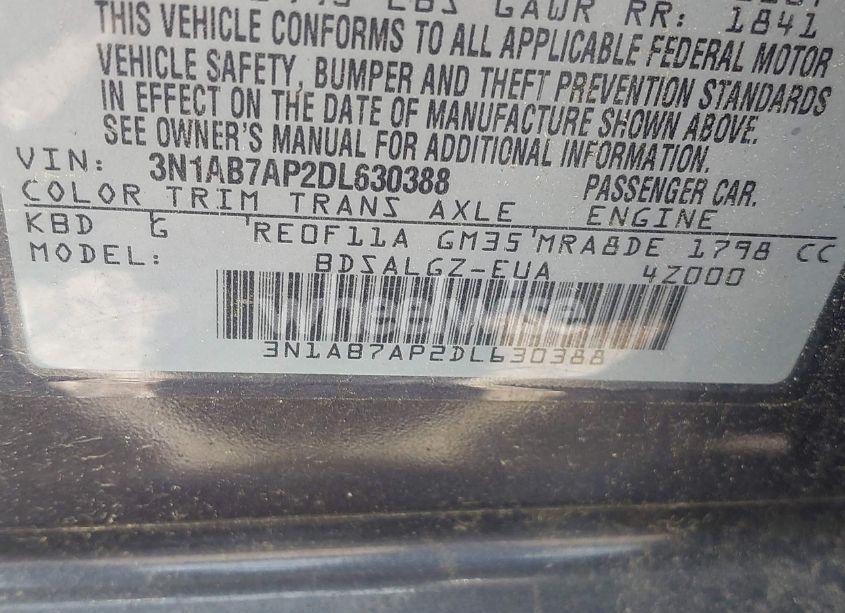 GAWR RR: 1841
THIS VEHICLE CONFORMS TO ALL APPLICABLE FEDERAL MOTOR
VEHICLE SAFETY, BUMPER AND THEFT PREVENTION STANDARDS
IN EFFECT ON THE DATE OF MANUFACTURE SHOWN ABOVE.
SEE OWNER'S MANUAL FOR ADDITIONAL INFORMATION.
VIN: 3N1AB7AP2DL630388 PASSENGER CAR.
COLOR TRIM TRANS AXLE ENGINE
KBD G RE0F11A GM35 MRA8DE 1798 CC
MODEL: BDSALGZ-EUA 4Z000
3N1AB7AP2DL630388